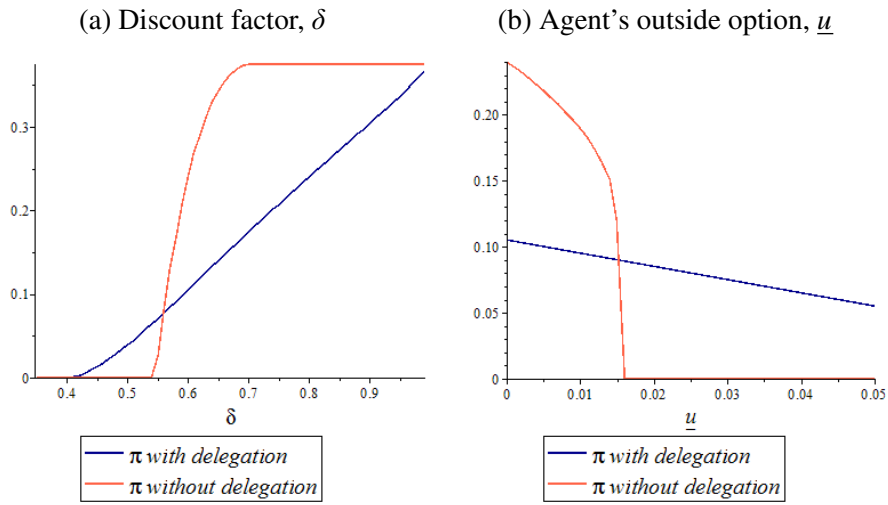 (a) Discount factor, δ
0.3
0.2
0.1
0
0.4 0.5 0.6 0.7 0.8 0.9
δ
π with delegation
π without delegation
(b) Agent's outside option, u
0.20
0.15
0.10
0.05
0
0 0.01 0.02 0.03 0.04 0.05
u
π with delegation
π without delegation